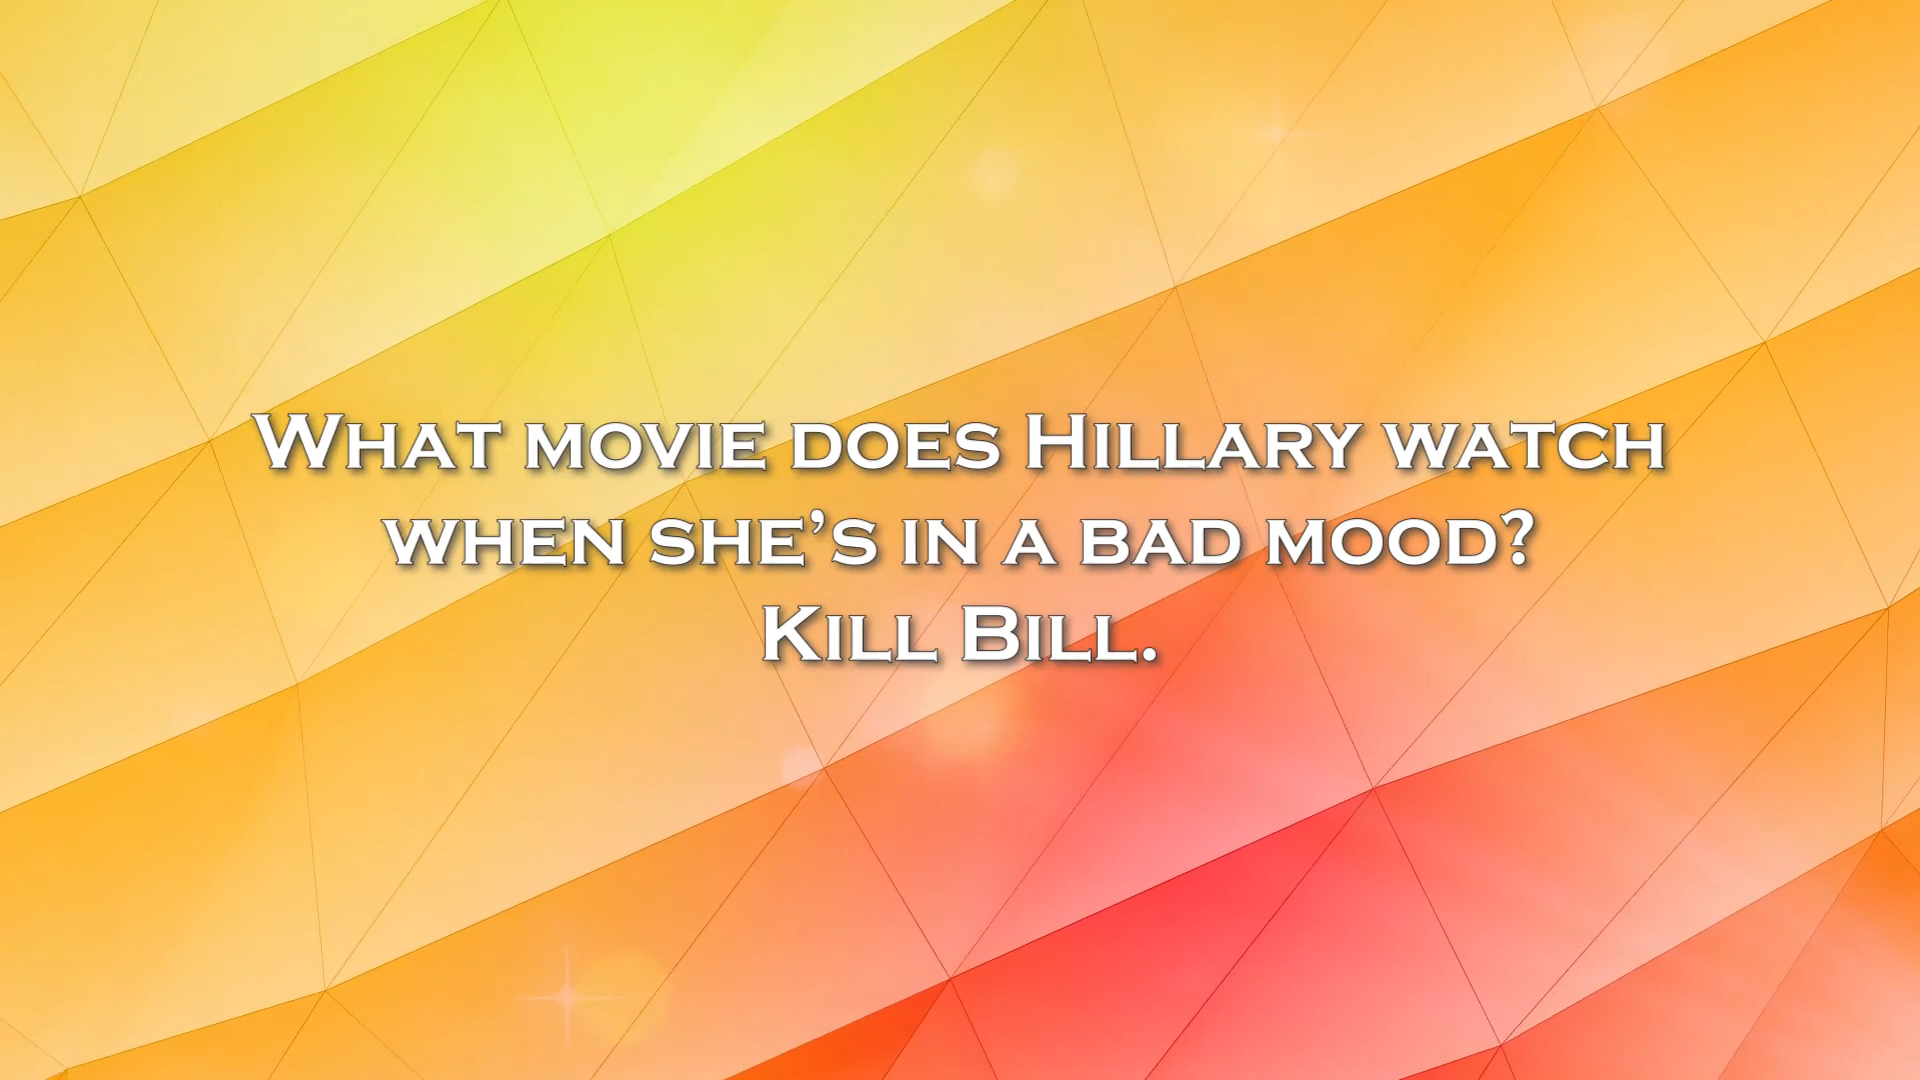 What movie does Hillary watch
when she’s in a bad mood?
Kill Bill.